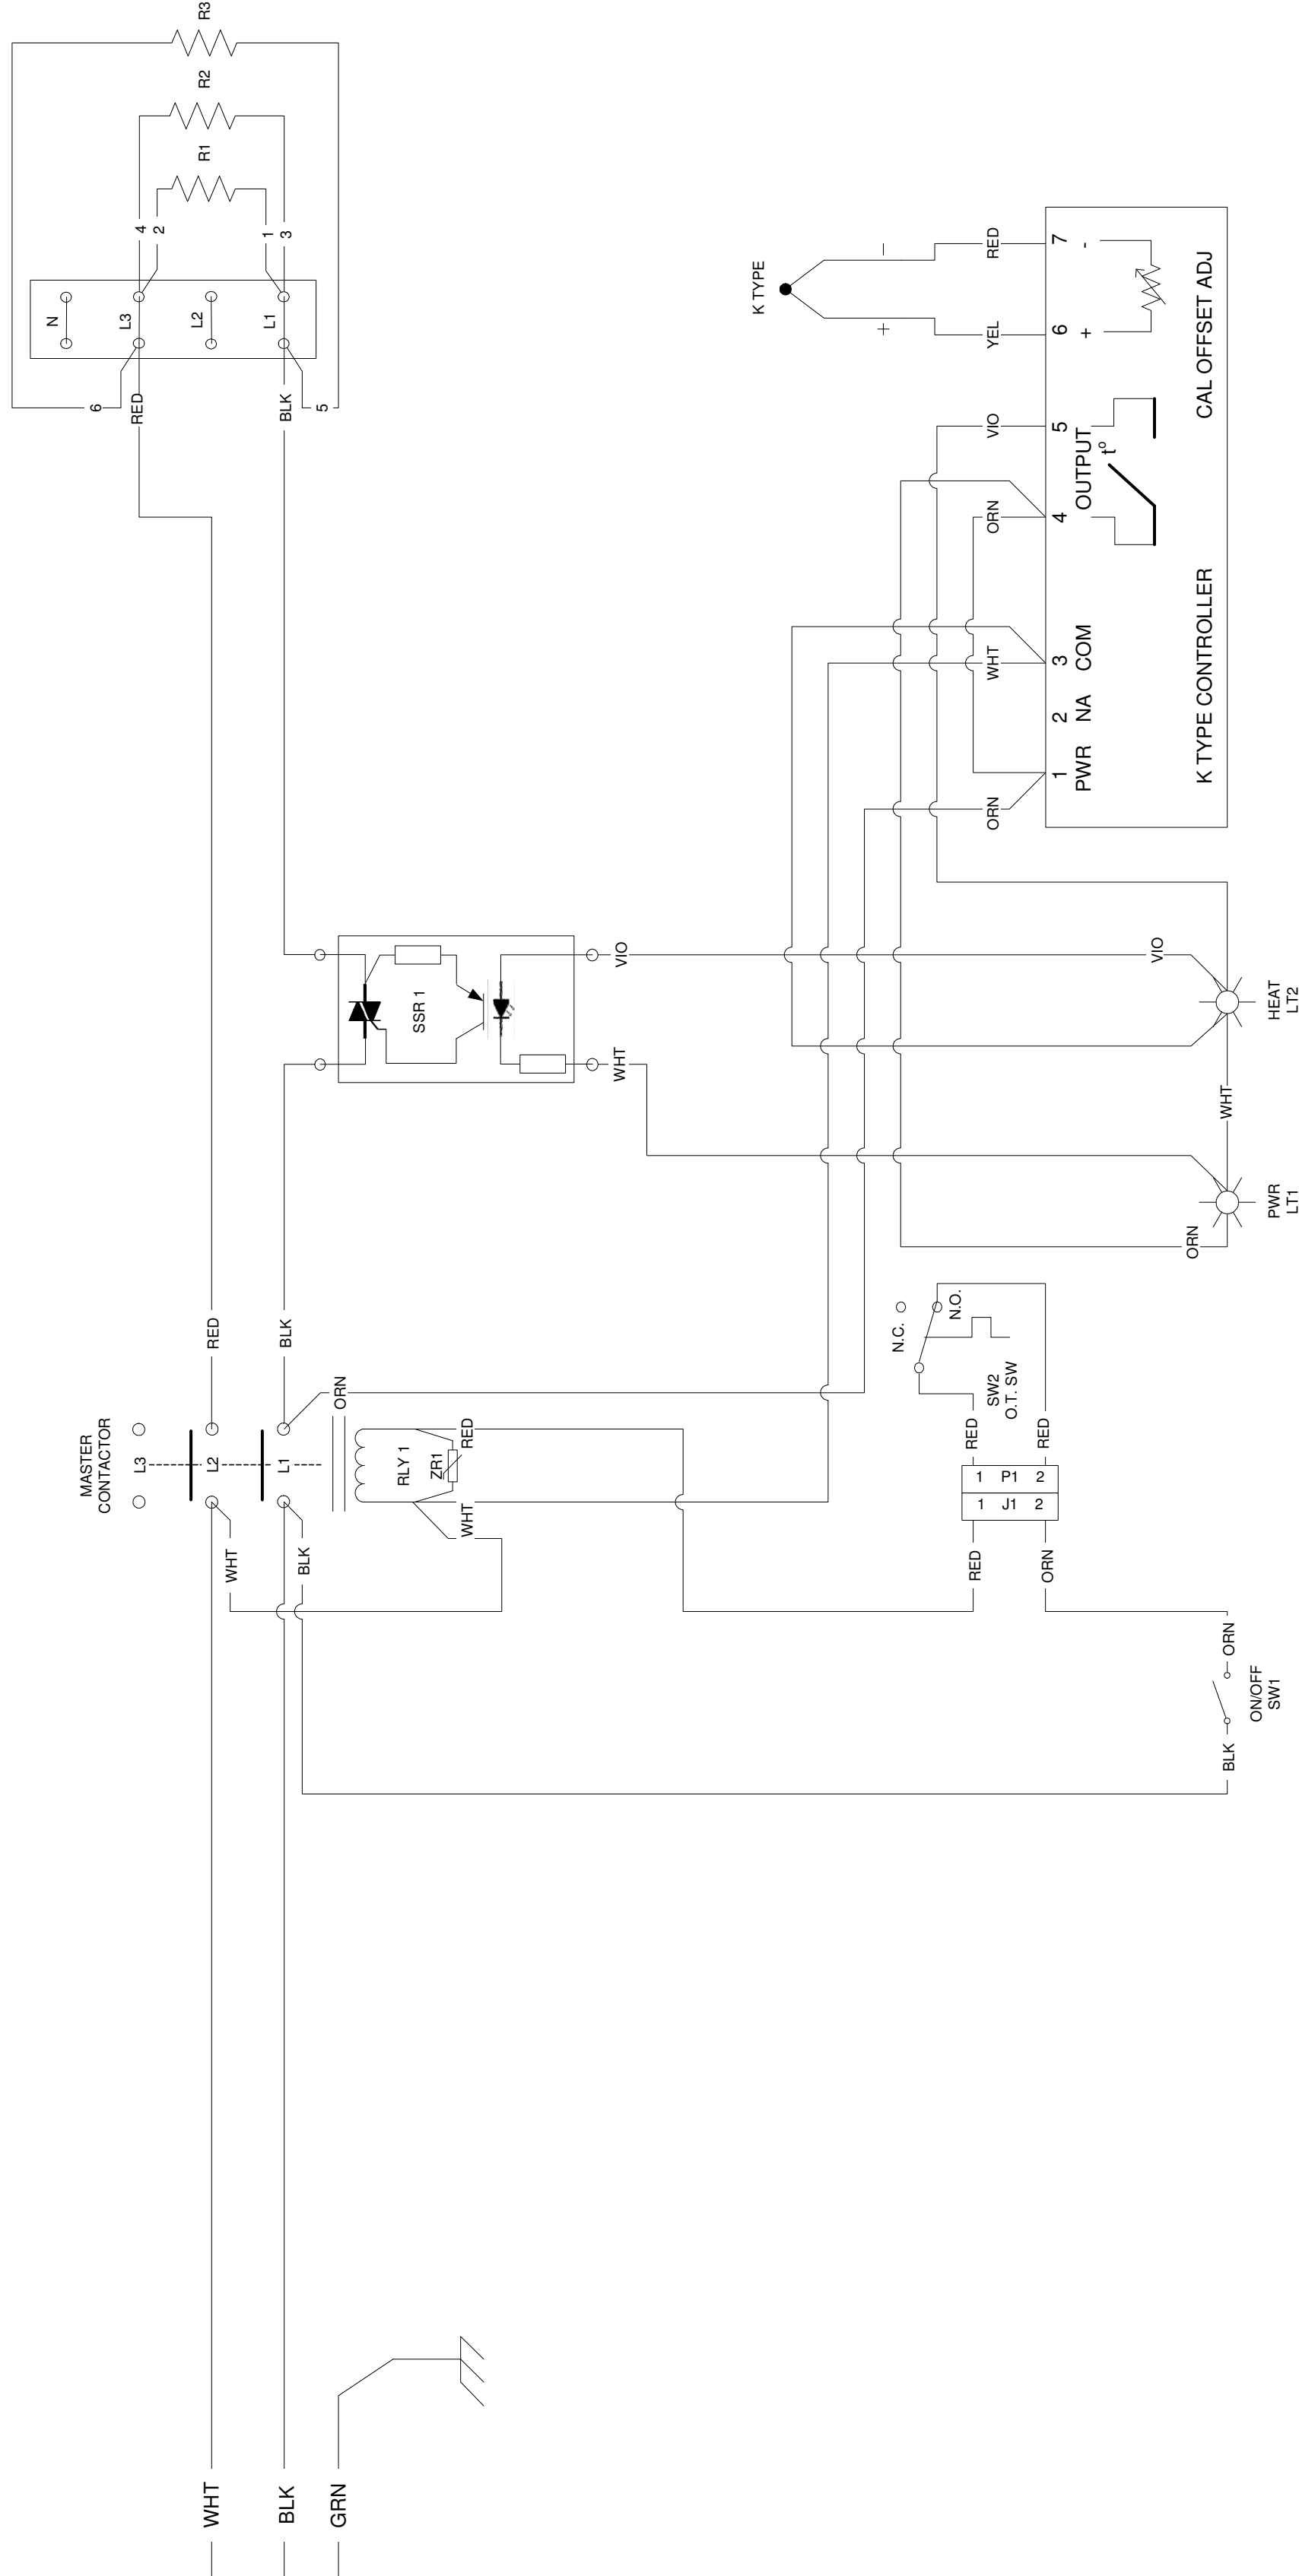 R3
R2
R1
4
2
1
3
N
L3
L2
L1
6
RED
BLK
5
K TYPE
+
–
YEL
RED
VIO
ORN
WHT
ORN
7
-
6
+
5
OUTPUT
4
tº
3
COM
2
NA
1
PWR
CAL OFFSET ADJ
K TYPE CONTROLLER
SSR 1
VIO
WHT
VIO
HEAT
LT2
WHT
PWR
LT1
ORN
RED
BLK
ORN
MASTER
CONTACTOR
L3
L2
L1
RLY 1
ZR1
RED
WHT
WHT
BLK
N.C.
N.O.
SW2
O.T. SW
RED
RED
1 P1 2
1 J1 2
RED
ORN
ORN
ON/OFF
SW1
BLK
WHT
BLK
GRN